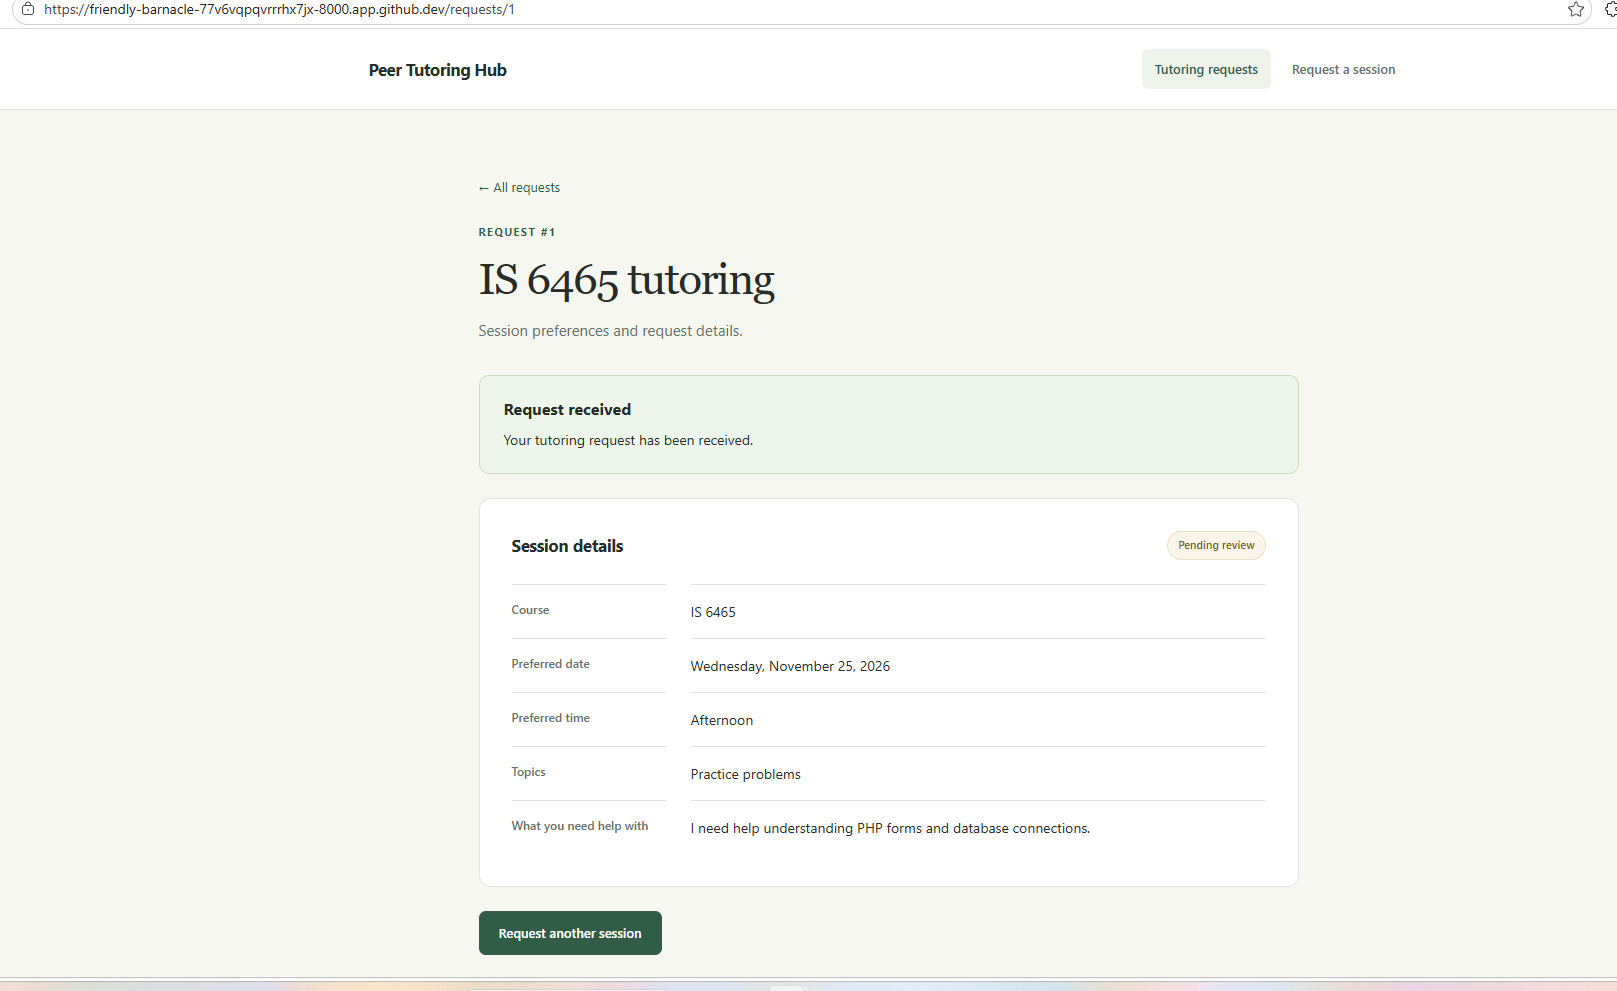 https://friendly-barnacle-77v6vqpqvrrrhx7jx-8000.app.github.dev/requests/1
Peer Tutoring Hub
Tutoring requests
Request a session
← All requests
REQUEST #1
IS 6465 tutoring
Session preferences and request details.
Request received
Your tutoring request has been received.
Session details
Pending review
Course
IS 6465
Preferred date
Wednesday, November 25, 2026
Preferred time
Afternoon
Topics
Practice problems
What you need help with
I need help understanding PHP forms and database connections.
Request another session